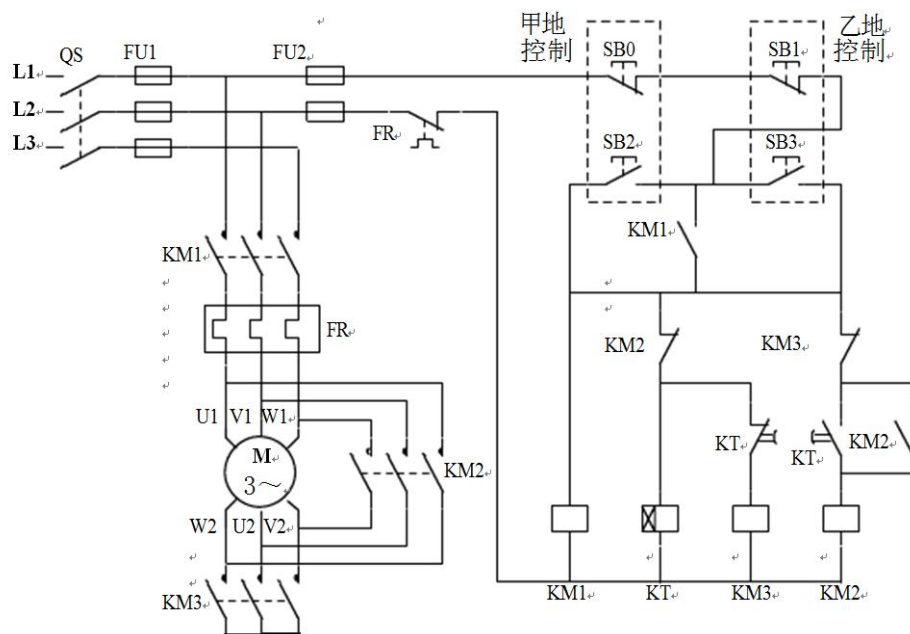 甲地控制
乙地控制
QS
FU1
FU2
SB0
SB1
L1
L2
L3
FR
SB2
SB3
KM1
KM1
FR
KM2
KM3
U1 V1 W1
M
3～
KM2
KT
KT
KM2
W2 U2 V2
KM3
KM1
KT
KM3
KM2